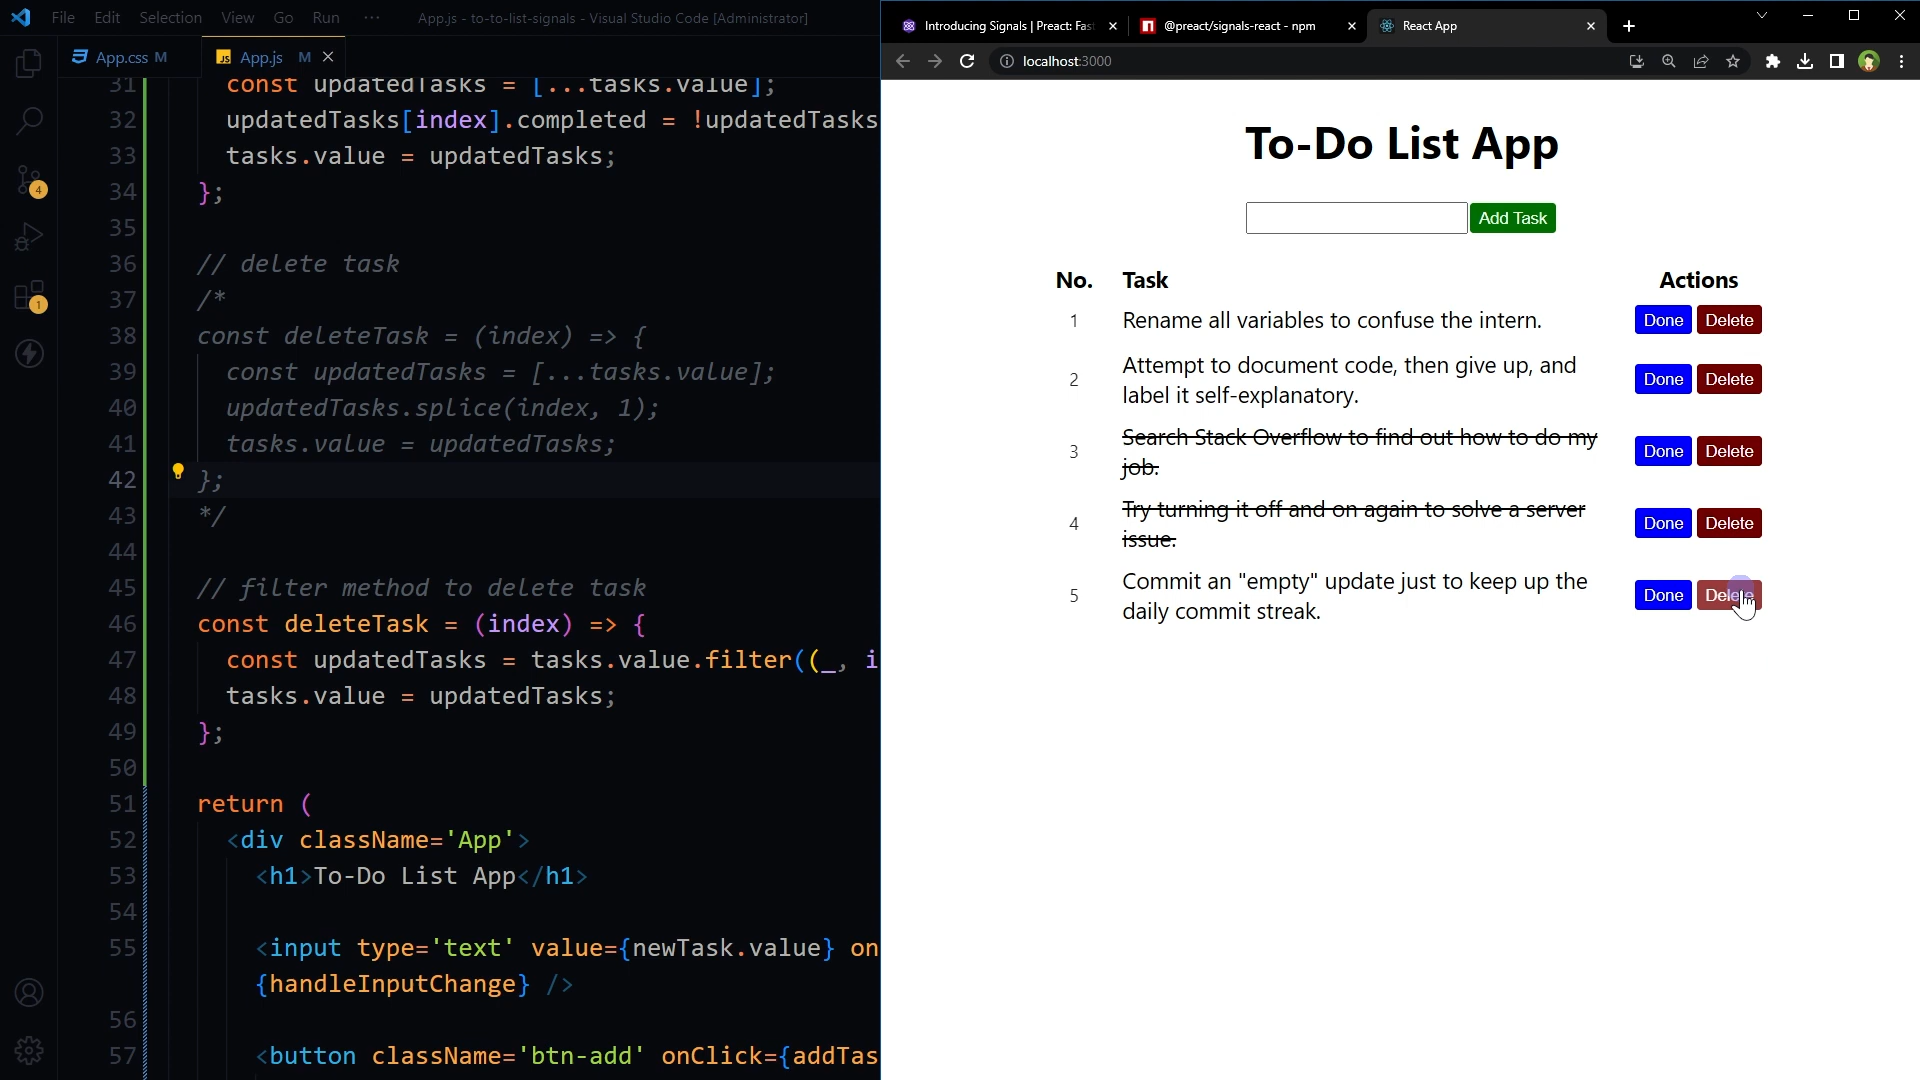 File Edit Selection View Go Run ··· App.js - to-to-list-signals - Visual Studio Code [Administrator]
App.css M App.js M
31 const updatedTasks = [...tasks.value];
32 updatedTasks[index].completed = !updatedTasks
33 tasks.value = updatedTasks;
34 };
35
36 // delete task
37 /*
38 const deleteTask = (index) => {
39 const updatedTasks = [...tasks.value];
40 updatedTasks.splice(index, 1);
41 tasks.value = updatedTasks;
42 };
43 */
44
45 // filter method to delete task
46 const deleteTask = (index) => {
47 const updatedTasks = tasks.value.filter((_, i
48 tasks.value = updatedTasks;
49 };
50
51 return (
52 <div className='App'>
53 <h1>To-Do List App</h1>
54
55 <input type='text' value={newTask.value} on
{handleInputChange} />
56
57 <button className='btn-add' onClick={addTas
4
1
Introducing Signals | Preact: Fas @preact/signals-react - npm React App
localhost:3000
To-Do List App
Add Task
No. Task Actions
1 Rename all variables to confuse the intern. Done Delete
2 Attempt to document code, then give up, and
label it self-explanatory. Done Delete
3 Search Stack Overflow to find out how to do my
job. Done Delete
4 Try turning it off and on again to solve a server
issue. Done Delete
5 Commit an "empty" update just to keep up the
daily commit streak. Done Delete